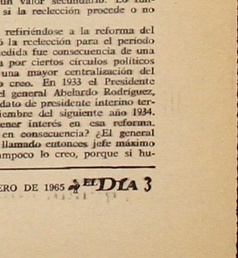 un valor secundario. Lo fun-
si la reelección procede o no
refiriéndose a la reforma del
ó la reelección para el período
edida fue consecuencia de una
a por ciertos círculos políticos
una mayor centralización del
o creo. En 1933 el Presidente
el general Abelardo Rodríguez,
dato de presidente interino ter-
iembre del siguiente año 1934.
ener interés en esa reforma.
en consecuencia? ¿El general
llamado entonces jefe máximo
ampoco lo creo, porque si hu-
ERO DE 1965 EL DÍA 3